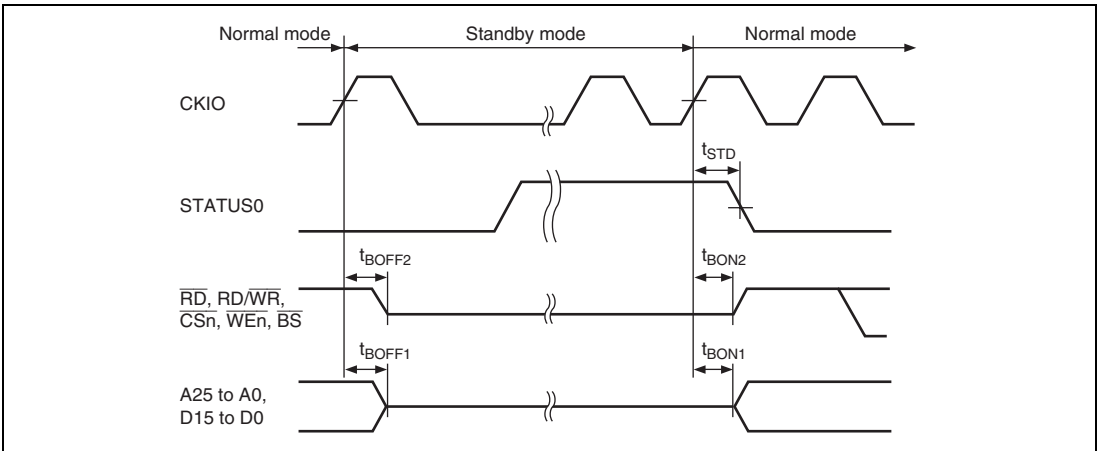 Normal mode Standby mode Normal mode
CKIO
tSTD
STATUS0
tBOFF2 tBON2
RD, RD/WR,
CSn, WEn, BS
tBOFF1 tBON1
A25 to A0,
D15 to D0